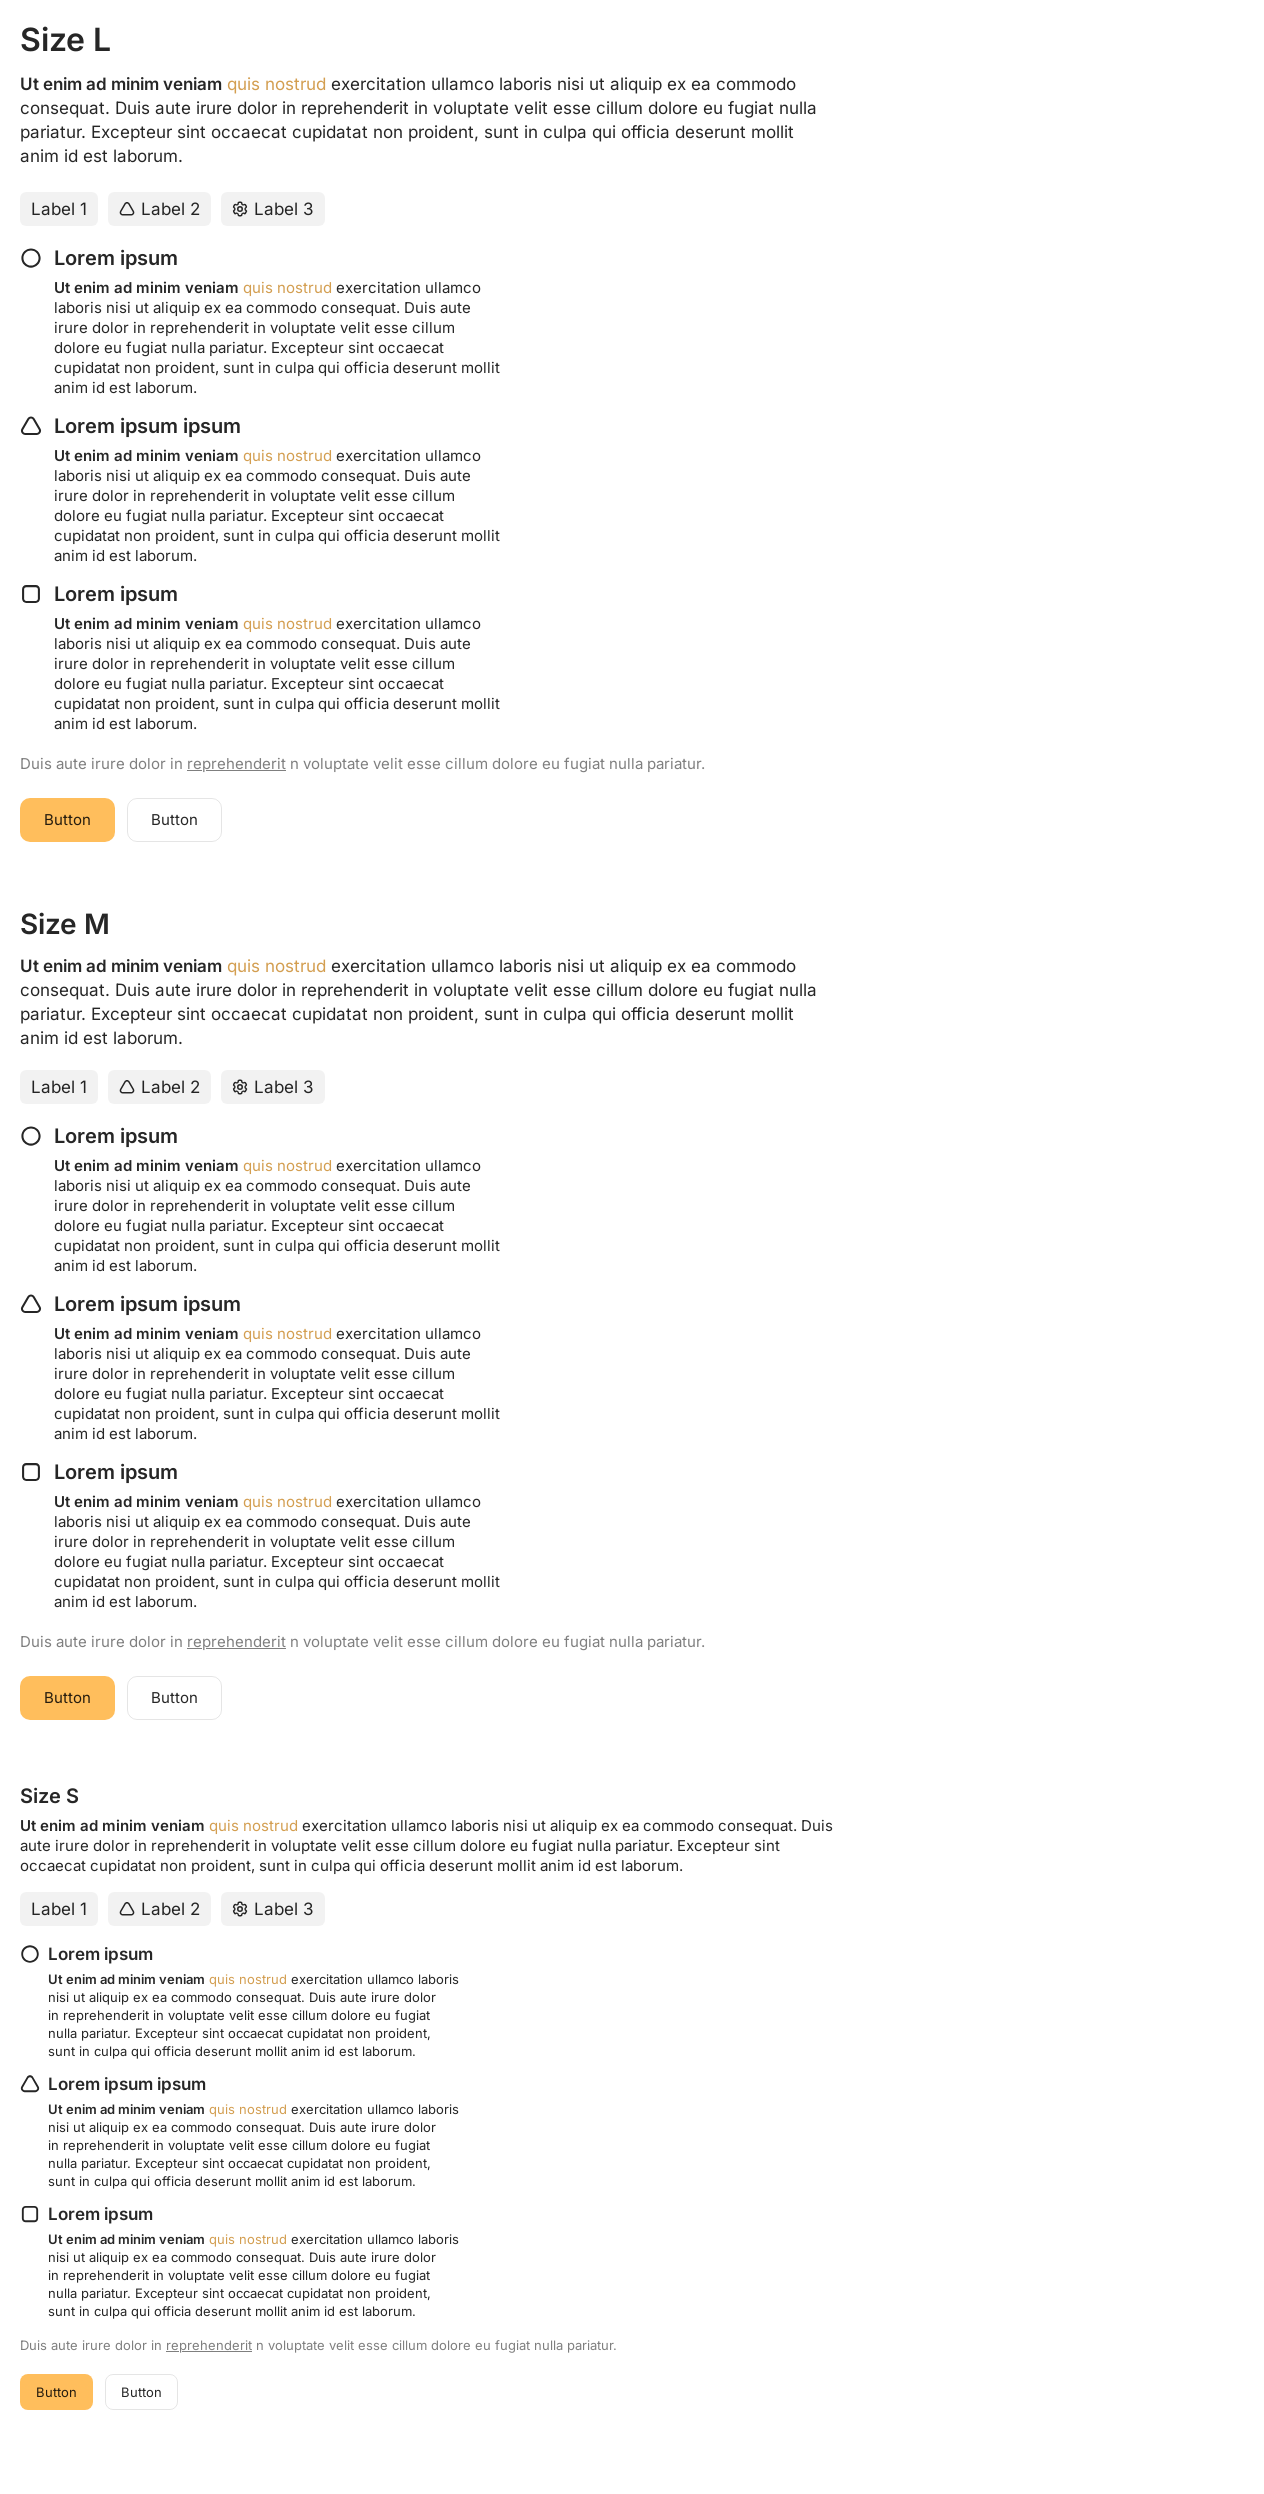 Size L
Ut enim ad minim veniam quis nostrud exercitation ullamco laboris nisi ut aliquip ex ea commodo
consequat. Duis aute irure dolor in reprehenderit in voluptate velit esse cillum dolore eu fugiat nulla
pariatur. Excepteur sint occaecat cupidatat non proident, sunt in culpa qui officia deserunt mollit
anim id est laborum.
Label 1 Label 2 Label 3
Lorem ipsum
Ut enim ad minim veniam quis nostrud exercitation ullamco
laboris nisi ut aliquip ex ea commodo consequat. Duis aute
irure dolor in reprehenderit in voluptate velit esse cillum
dolore eu fugiat nulla pariatur. Excepteur sint occaecat
cupidatat non proident, sunt in culpa qui officia deserunt mollit
anim id est laborum.
Lorem ipsum ipsum
Ut enim ad minim veniam quis nostrud exercitation ullamco
laboris nisi ut aliquip ex ea commodo consequat. Duis aute
irure dolor in reprehenderit in voluptate velit esse cillum
dolore eu fugiat nulla pariatur. Excepteur sint occaecat
cupidatat non proident, sunt in culpa qui officia deserunt mollit
anim id est laborum.
Lorem ipsum
Ut enim ad minim veniam quis nostrud exercitation ullamco
laboris nisi ut aliquip ex ea commodo consequat. Duis aute
irure dolor in reprehenderit in voluptate velit esse cillum
dolore eu fugiat nulla pariatur. Excepteur sint occaecat
cupidatat non proident, sunt in culpa qui officia deserunt mollit
anim id est laborum.
Duis aute irure dolor in reprehenderit n voluptate velit esse cillum dolore eu fugiat nulla pariatur.
Button Button
Size M
Ut enim ad minim veniam quis nostrud exercitation ullamco laboris nisi ut aliquip ex ea commodo
consequat. Duis aute irure dolor in reprehenderit in voluptate velit esse cillum dolore eu fugiat nulla
pariatur. Excepteur sint occaecat cupidatat non proident, sunt in culpa qui officia deserunt mollit
anim id est laborum.
Label 1 Label 2 Label 3
Lorem ipsum
Ut enim ad minim veniam quis nostrud exercitation ullamco
laboris nisi ut aliquip ex ea commodo consequat. Duis aute
irure dolor in reprehenderit in voluptate velit esse cillum
dolore eu fugiat nulla pariatur. Excepteur sint occaecat
cupidatat non proident, sunt in culpa qui officia deserunt mollit
anim id est laborum.
Lorem ipsum ipsum
Ut enim ad minim veniam quis nostrud exercitation ullamco
laboris nisi ut aliquip ex ea commodo consequat. Duis aute
irure dolor in reprehenderit in voluptate velit esse cillum
dolore eu fugiat nulla pariatur. Excepteur sint occaecat
cupidatat non proident, sunt in culpa qui officia deserunt mollit
anim id est laborum.
Lorem ipsum
Ut enim ad minim veniam quis nostrud exercitation ullamco
laboris nisi ut aliquip ex ea commodo consequat. Duis aute
irure dolor in reprehenderit in voluptate velit esse cillum
dolore eu fugiat nulla pariatur. Excepteur sint occaecat
cupidatat non proident, sunt in culpa qui officia deserunt mollit
anim id est laborum.
Duis aute irure dolor in reprehenderit n voluptate velit esse cillum dolore eu fugiat nulla pariatur.
Button Button
Size S
Ut enim ad minim veniam quis nostrud exercitation ullamco laboris nisi ut aliquip ex ea commodo consequat. Duis
aute irure dolor in reprehenderit in voluptate velit esse cillum dolore eu fugiat nulla pariatur. Excepteur sint
occaecat cupidatat non proident, sunt in culpa qui officia deserunt mollit anim id est laborum.
Label 1 Label 2 Label 3
Lorem ipsum
Ut enim ad minim veniam quis nostrud exercitation ullamco laboris
nisi ut aliquip ex ea commodo consequat. Duis aute irure dolor
in reprehenderit in voluptate velit esse cillum dolore eu fugiat
nulla pariatur. Excepteur sint occaecat cupidatat non proident,
sunt in culpa qui officia deserunt mollit anim id est laborum.
Lorem ipsum ipsum
Ut enim ad minim veniam quis nostrud exercitation ullamco laboris
nisi ut aliquip ex ea commodo consequat. Duis aute irure dolor
in reprehenderit in voluptate velit esse cillum dolore eu fugiat
nulla pariatur. Excepteur sint occaecat cupidatat non proident,
sunt in culpa qui officia deserunt mollit anim id est laborum.
Lorem ipsum
Ut enim ad minim veniam quis nostrud exercitation ullamco laboris
nisi ut aliquip ex ea commodo consequat. Duis aute irure dolor
in reprehenderit in voluptate velit esse cillum dolore eu fugiat
nulla pariatur. Excepteur sint occaecat cupidatat non proident,
sunt in culpa qui officia deserunt mollit anim id est laborum.
Duis aute irure dolor in reprehenderit n voluptate velit esse cillum dolore eu fugiat nulla pariatur.
Button Button